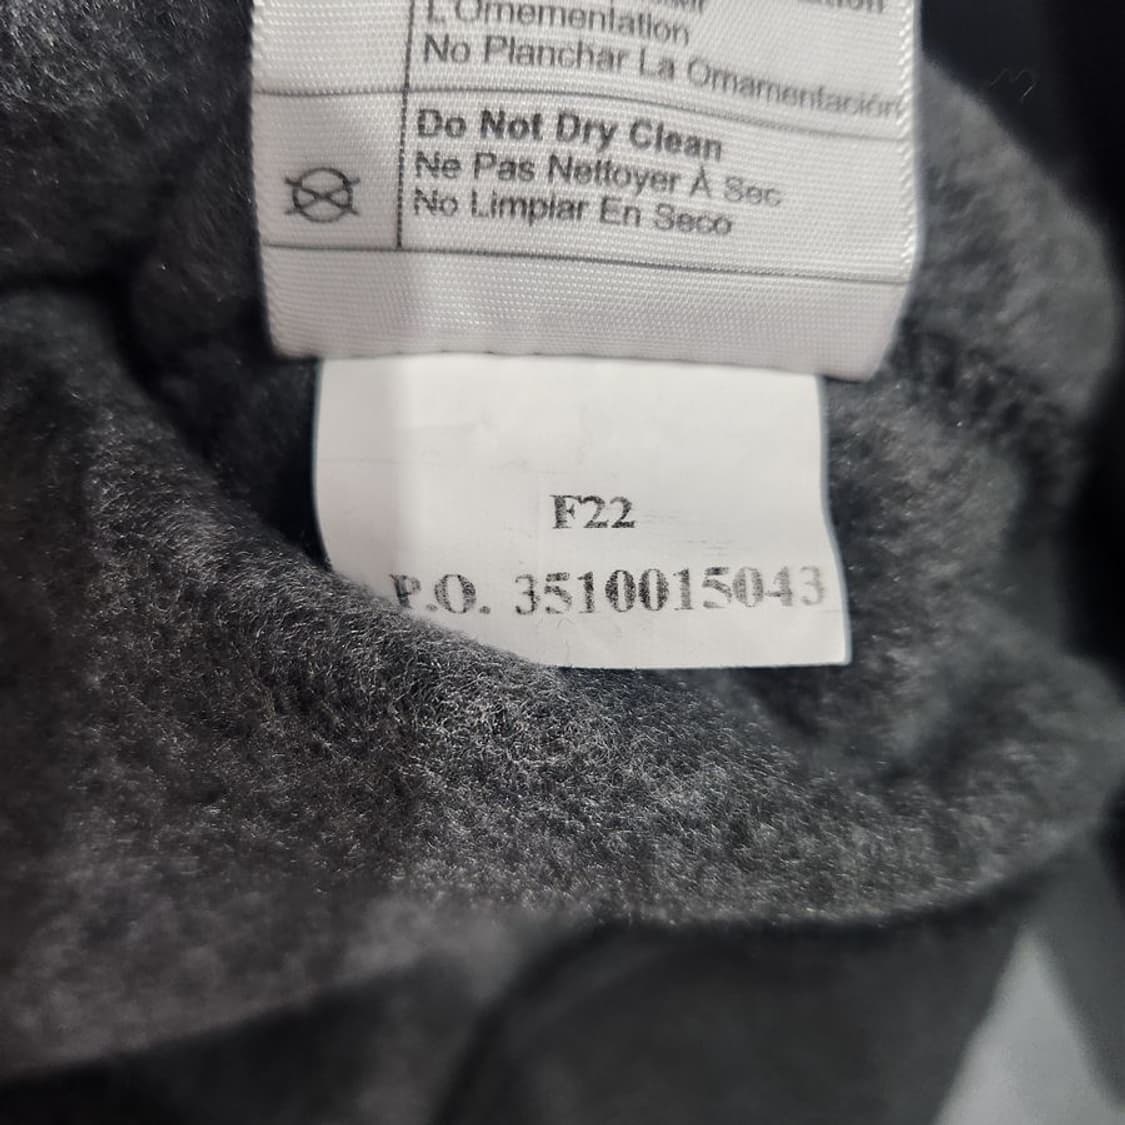 L'Ornementation
No Planchar La Ornamentación
Do Not Dry Clean
Ne Pas Nettoyer À Sec
No Limpiar En Seco
F22
P.O. 3510015043